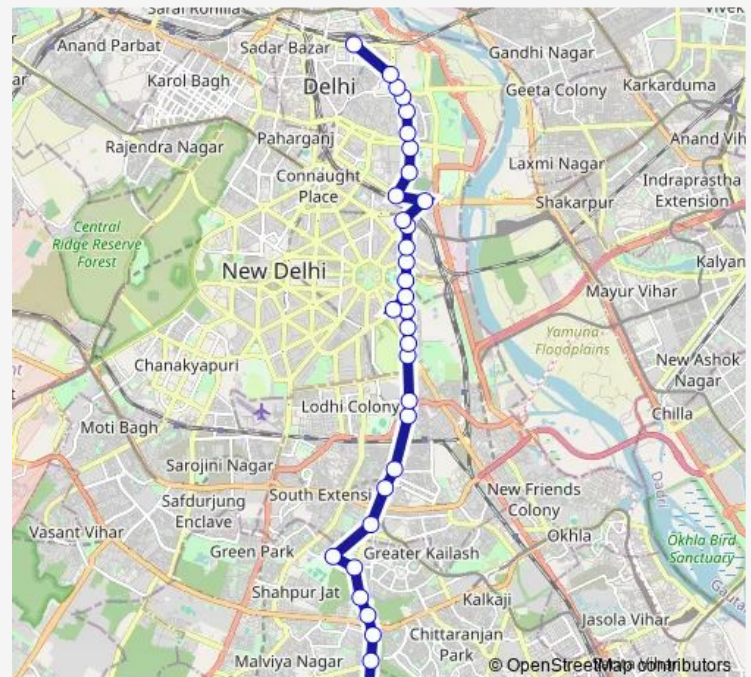 Sarai Rohilla
Vivek
Anand Parbat
Sadar Bazar
Gandhi Nagar
Karol Bagh
Delhi
Geeta Colony
Karkarduma
Rajendra Nagar
Paharganj
Anand Vih
Connaught
Place
Laxmi Nagar
Indraprastha
Extension
Shakarpur
Central
Ridge Reserve
Forest
New Delhi
Kalyan
Mayur Vihar
Yamuna
Floodplains
Chanakyapuri
New Ashok
Nagar
Lodhi Colony
Chilla
Moti Bagh
Sarojini Nagar
South Extensi
Safdurjung
Enclave
New Friends
Colony
Dadri
Vasant Vihar
Okhla
Okhla Bird
Sanctuary
Green Park
Greater Kailash
Shahpur Jat
Kalkaji
Gauta
Jasola Vihar
Chittaranjan
Park
Malviya Nagar
© OpenStreetMap contributors